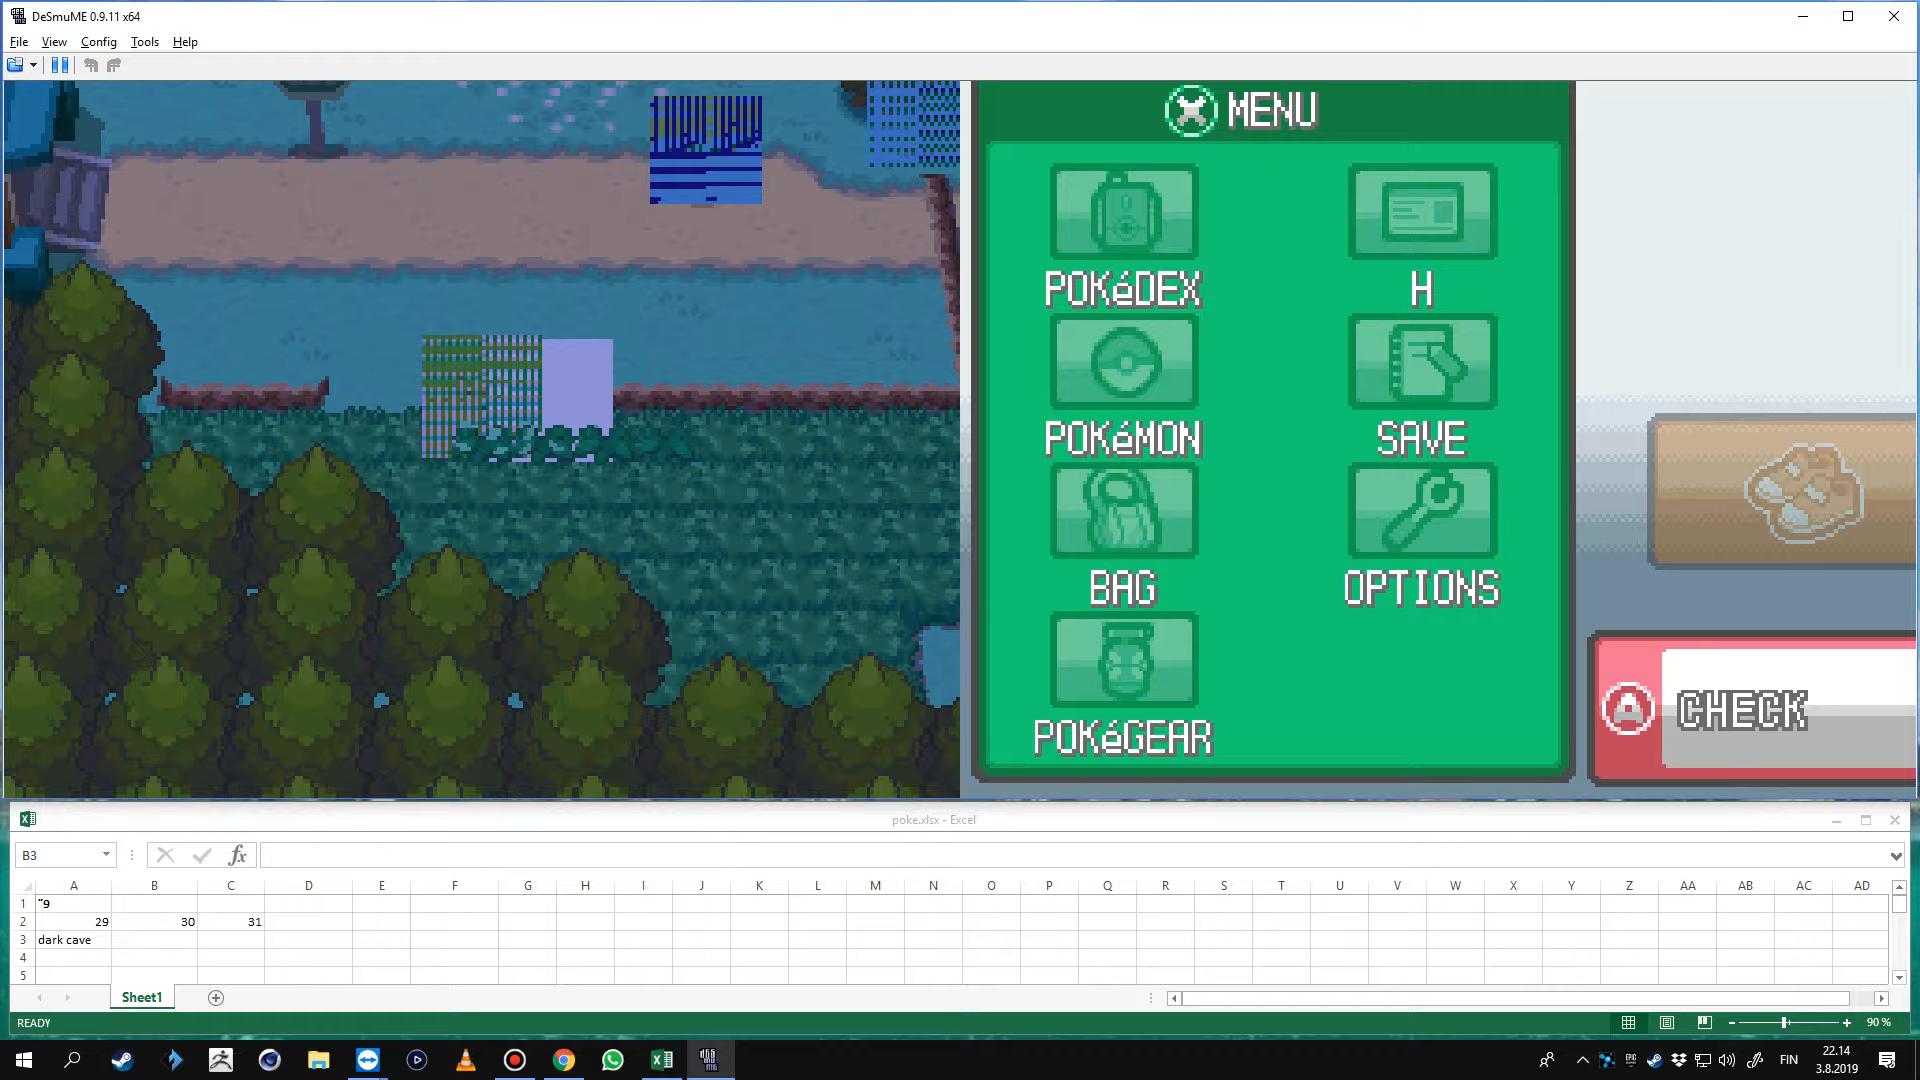 DeSmuME 0.9.11 x64
File View Config Tools Help
MENU
POKéDEX H
POKéMON SAVE
BAG OPTIONS
POKéGEAR
A CHECK
poke.xlsx - Excel
B3 fx
A B C D E F G H I J K L M N O P Q R S T U V W X Y Z AA AB AC AD
1 "9
2 29 30 31
3 dark cave
4
5
Sheet1
READY 90 %
FIN 22.14
3.8.2019